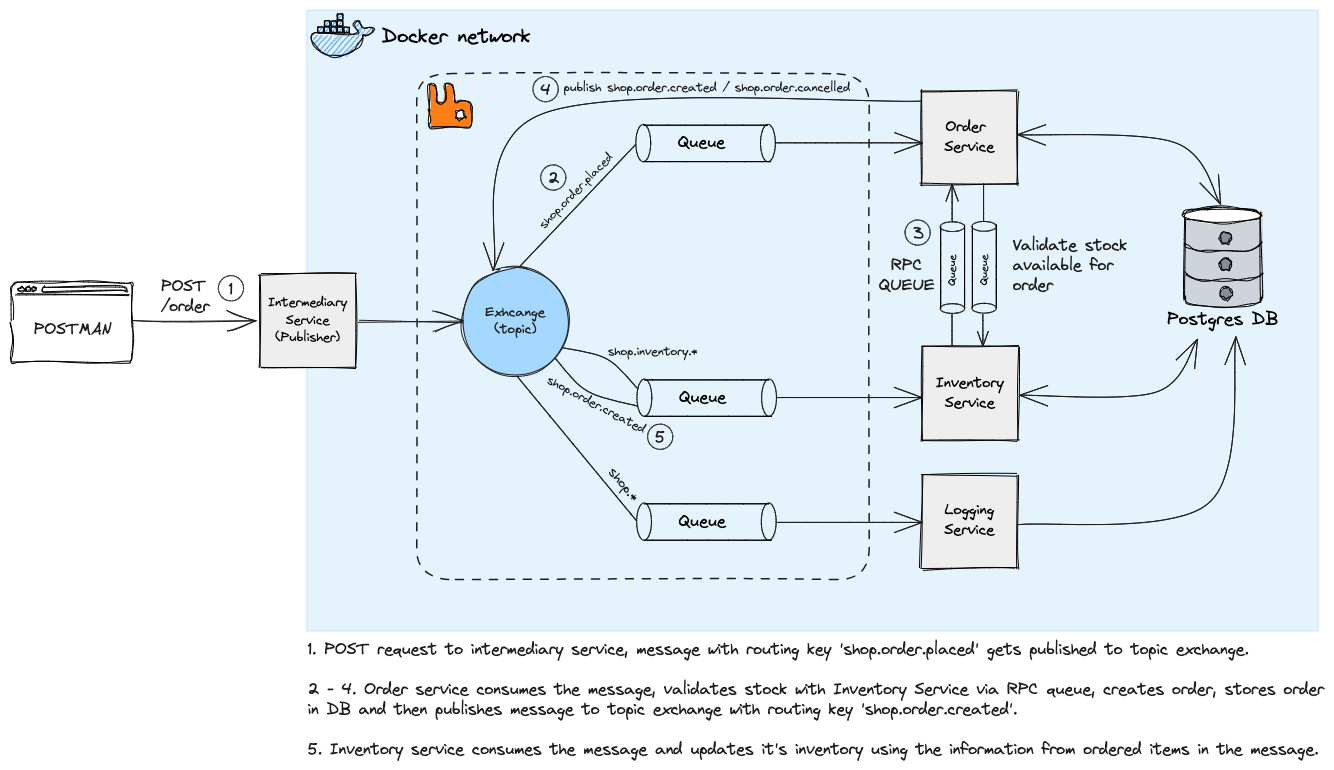 Docker network
4 publish shop.order.created / shop.order.cancelled
Queue
Order
Service
2
shop.order.placed
3
RPC
QUEUE
Queue
Queue
Validate stock
available for
order
POST
/order
1
POSTMAN
Intermediary
Service
(Publisher)
Exhcange
(topic)
Postgres DB
shop.inventory.*
shop.order.created
5
Queue
Inventory
Service
shop.*
Queue
Logging
Service
1. POST request to intermediary service, message with routing key 'shop.order.placed' gets published to topic exchange.
2 - 4. Order service consumes the message, validates stock with Inventory Service via RPC queue, creates order, stores order
in DB and then publishes message to topic exchange with routing key 'shop.order.created'.
5. Inventory service consumes the message and updates it's inventory using the information from ordered items in the message.